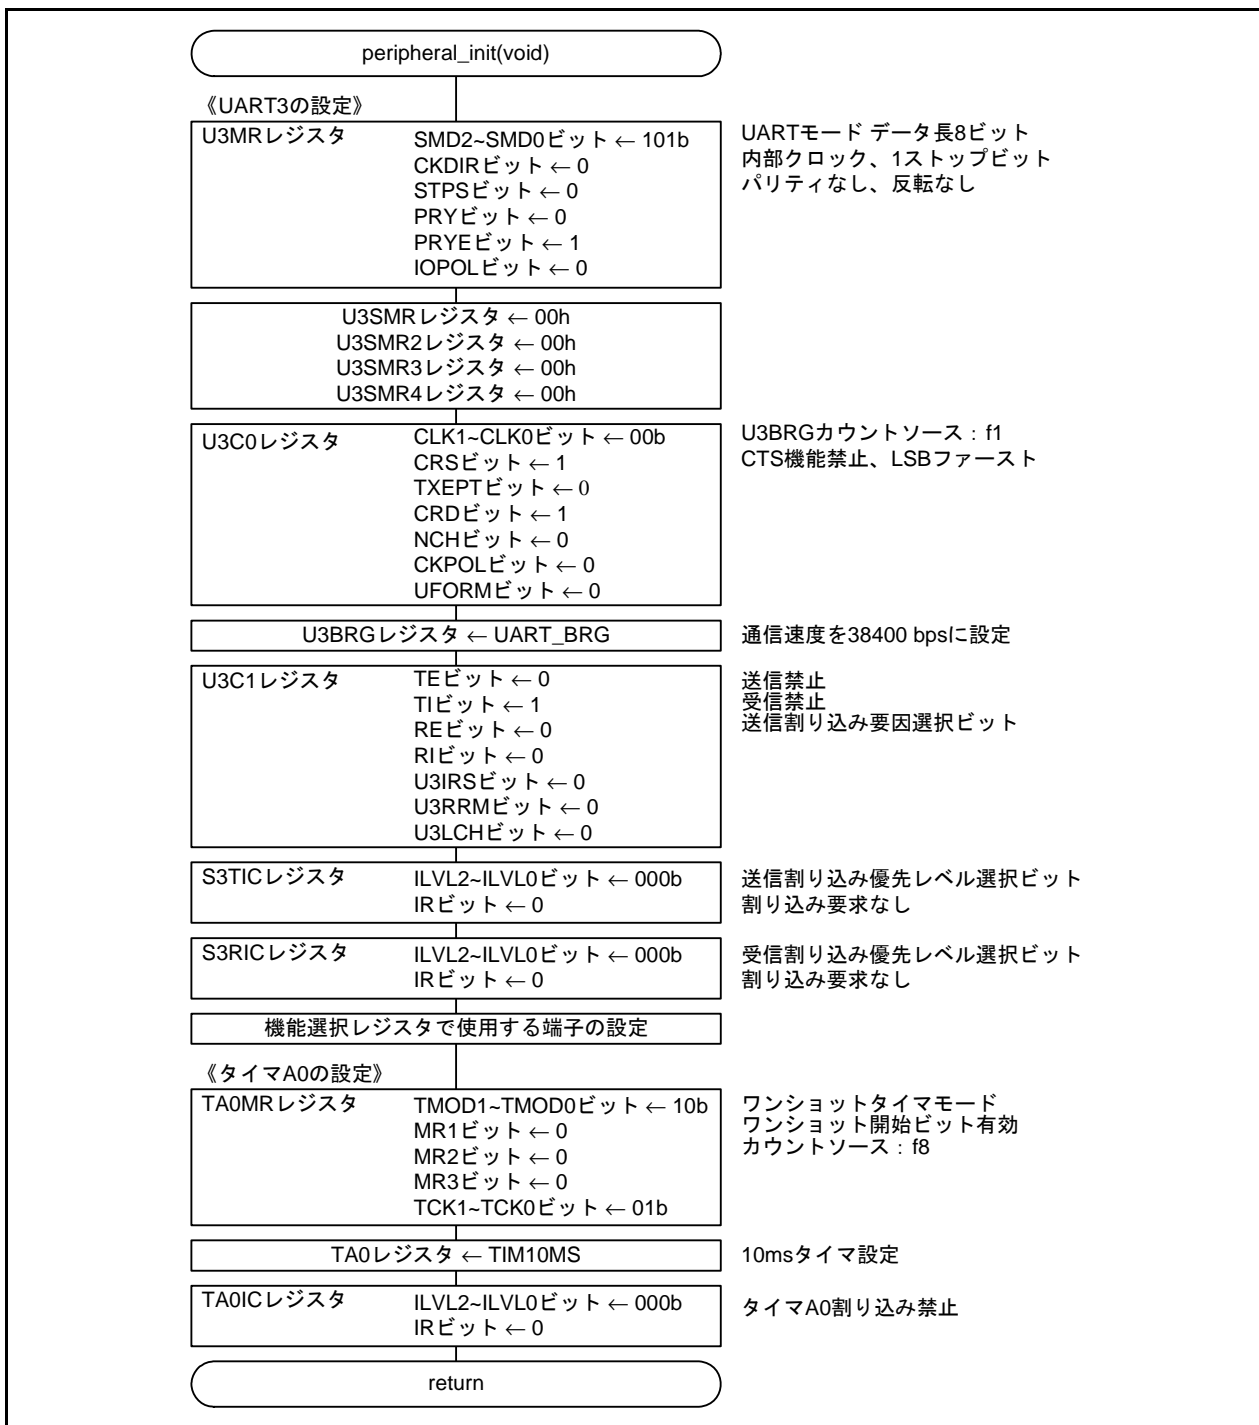 peripheral_init(void)
《UART3の設定》
U3MRレジスタ SMD2~SMD0ビット ← 101b UARTモード データ長8ビット
CKDIRビット ← 0 内部クロック、1ストップビット
STPSビット ← 0 パリティなし、反転なし
PRYビット ← 0
PRYEビット ← 1
IOPOLビット ← 0
U3SMRレジスタ ← 00h
U3SMR2レジスタ ← 00h
U3SMR3レジスタ ← 00h
U3SMR4レジスタ ← 00h
U3C0レジスタ CLK1~CLK0ビット ← 00b U3BRGカウントソース：f1
CRSビット ← 1 CTS機能禁止、LSBファースト
TXEPTビット ← 0
CRDビット ← 1
NCHビット ← 0
CKPOLビット ← 0
UFORMビット ← 0
U3BRGレジスタ ← UART_BRG 通信速度を38400 bpsに設定
U3C1レジスタ TEビット ← 0 送信禁止
TIビット ← 1 受信禁止
REビット ← 0 送信割り込み要因選択ビット
RIビット ← 0
U3IRSビット ← 0
U3RRMビット ← 0
U3LCHビット ← 0
S3TICレジスタ ILVL2~ILVL0ビット ← 000b 送信割り込み優先レベル選択ビット
IRビット ← 0 割り込み要求なし
S3RICレジスタ ILVL2~ILVL0ビット ← 000b 受信割り込み優先レベル選択ビット
IRビット ← 0 割り込み要求なし
機能選択レジスタで使用する端子の設定
《タイマA0の設定》
TA0MRレジスタ TMOD1~TMOD0ビット ← 10b ワンショットタイマモード
MR1ビット ← 0 ワンショット開始ビット有効
MR2ビット ← 0 カウントソース：f8
MR3ビット ← 0
TCK1~TCK0ビット ← 01b
TA0レジスタ ← TIM10MS 10msタイマ設定
TA0ICレジスタ ILVL2~ILVL0ビット ← 000b タイマA0割り込み禁止
IRビット ← 0
return